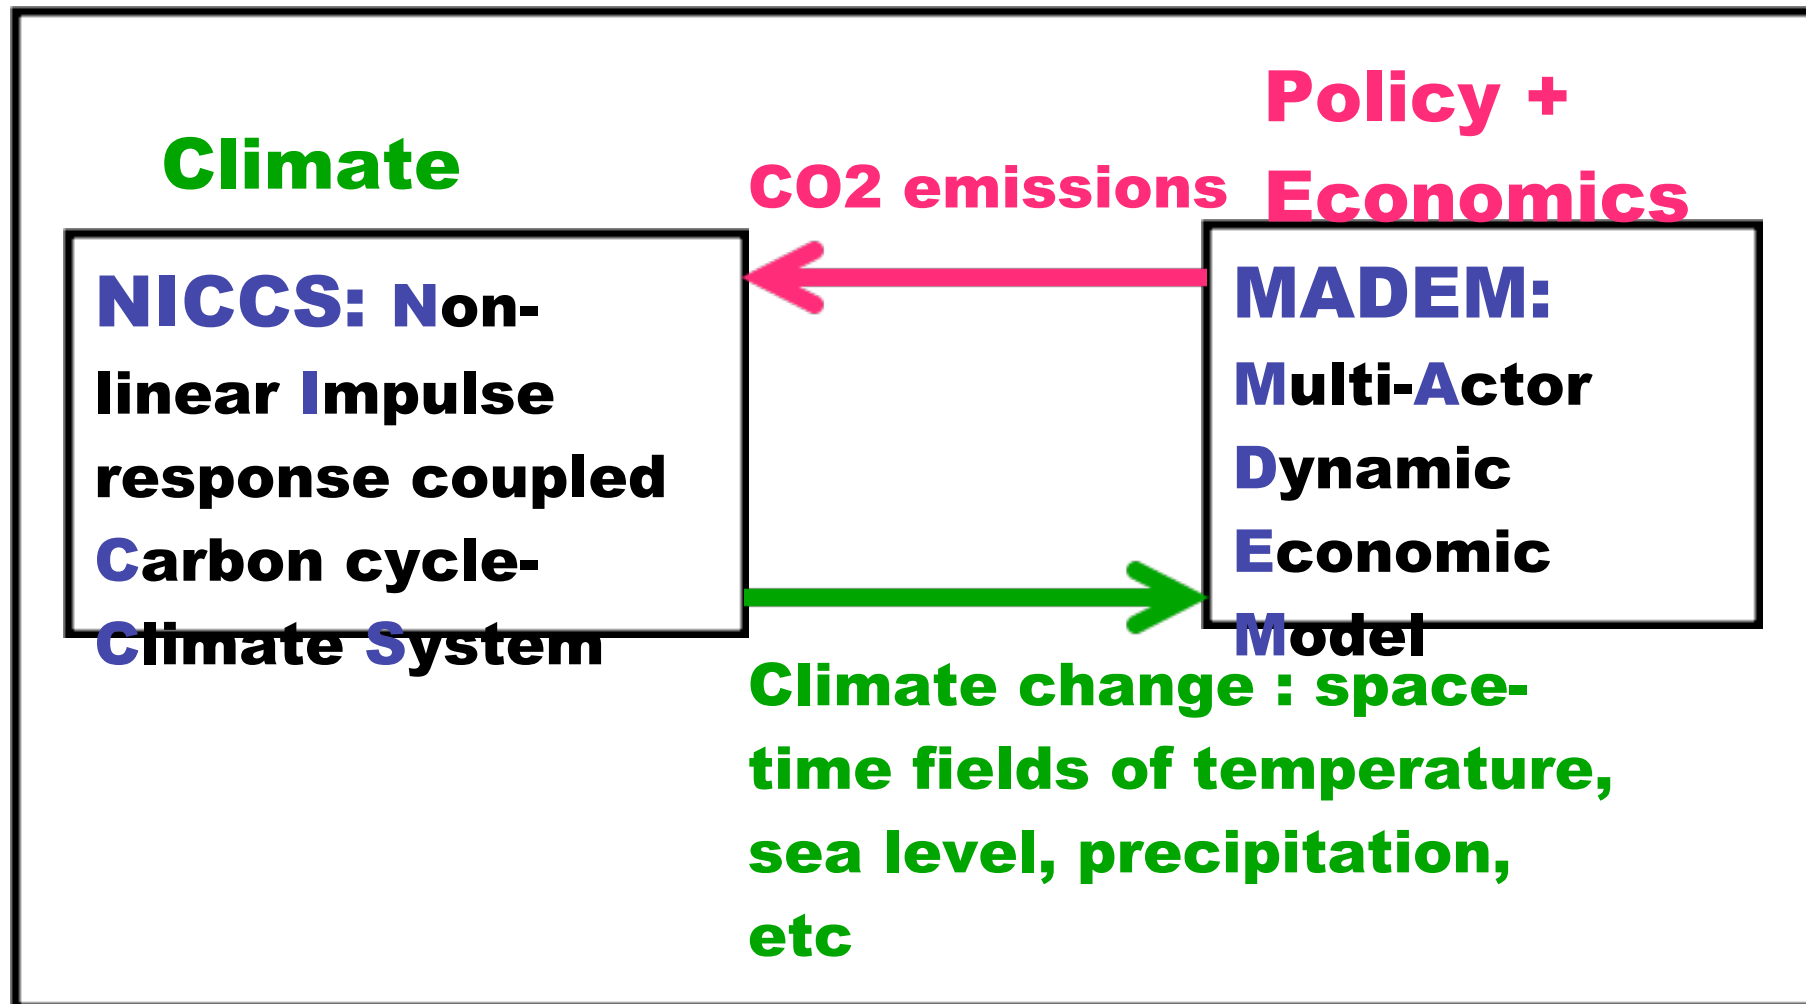 Climate
NICCS: Non-
linear Impulse
response coupled
Carbon cycle-
Climate System
CO2 emissions
Policy +
Economics
MADEM:
Multi-Actor
Dynamic
Economic
Model
Climate change : space-
time fields of temperature,
sea level, precipitation,
etc